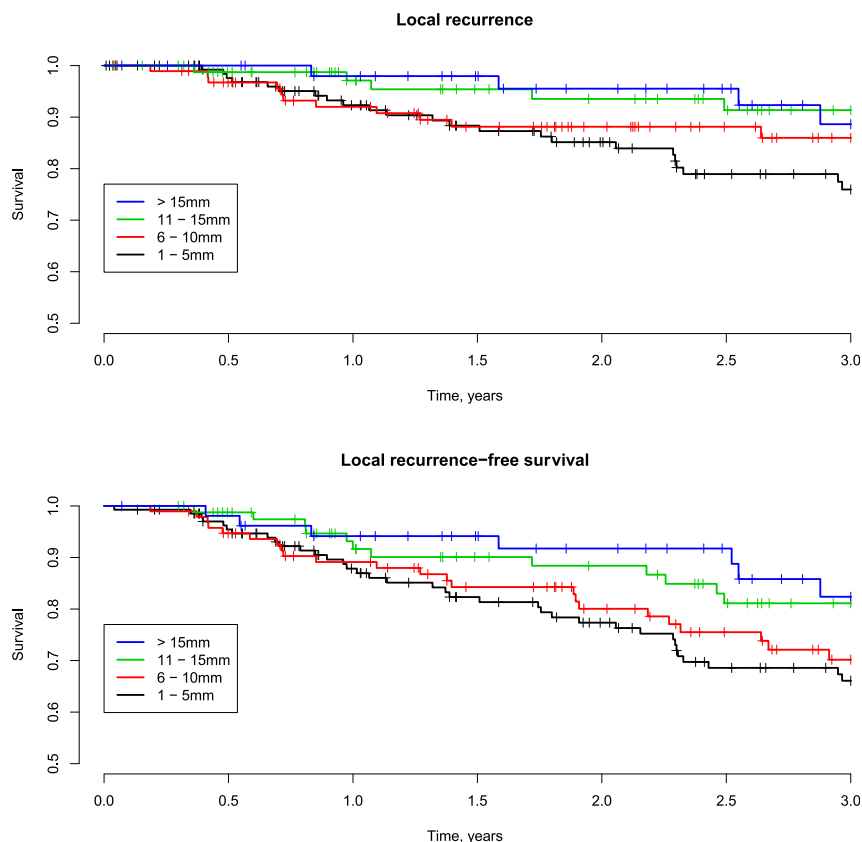 Local recurrence
1.0
0.9
0.8
0.7
0.6
0.5
Survival
> 15mm
11 − 15mm
6 − 10mm
1 − 5mm
0.0 0.5 1.0 1.5 2.0 2.5 3.0
Time, years
Local recurrence−free survival
1.0
0.9
0.8
0.7
0.6
0.5
Survival
> 15mm
11 − 15mm
6 − 10mm
1 − 5mm
0.0 0.5 1.0 1.5 2.0 2.5 3.0
Time, years